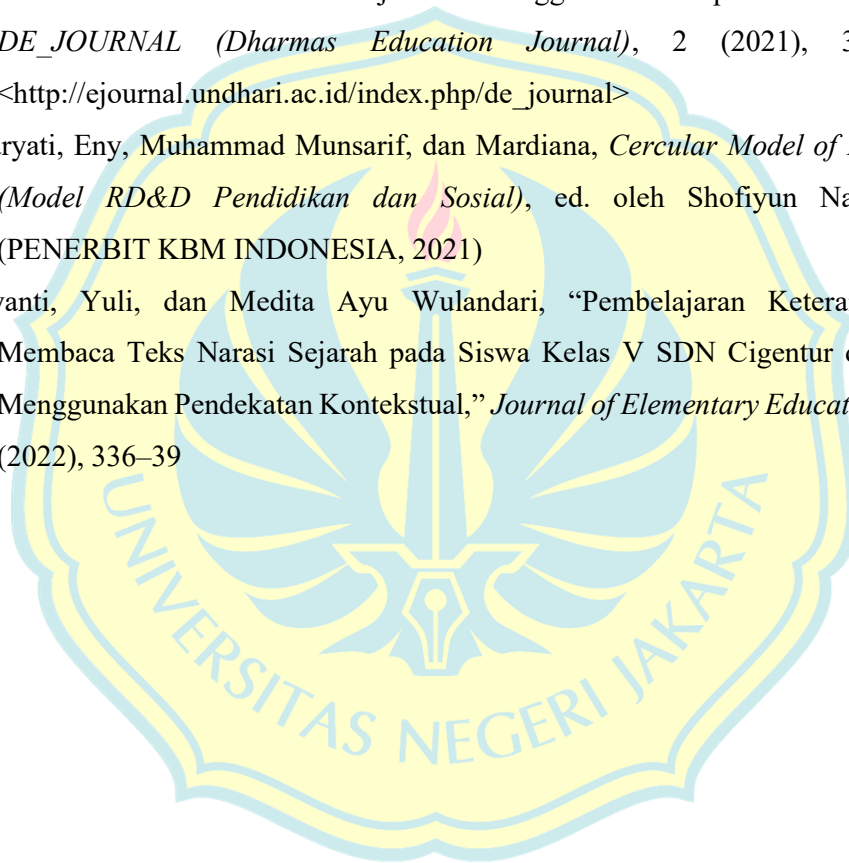 DE_JOURNAL (Dharmas Education Journal), 2 (2021), 3
<http://ejournal.undhari.ac.id/index.php/de_journal>
ryati, Eny, Muhammad Munsarif, dan Mardiana, Cercular Model of
(Model RD&D Pendidikan dan Sosial), ed. oleh Shofiyun Na
(PENERBIT KBM INDONESIA, 2021)
anti, Yuli, dan Medita Ayu Wulandari, “Pembelajaran Ketera
Membaca Teks Narasi Sejarah pada Siswa Kelas V SDN Cigentur
Menggunakan Pendekatan Kontekstual,” Journal of Elementary Educat
(2022), 336–39
UNIVERSITAS NEGERI JAKARTA